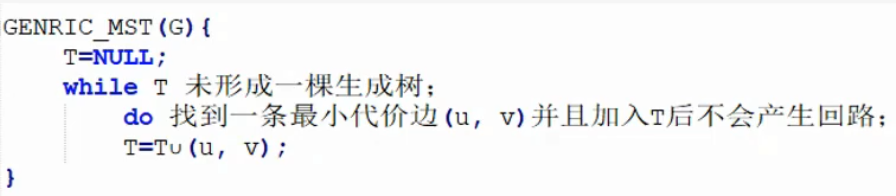 GENRIC_MST(G){
T=NULL;
while T 未形成一棵生成树;
do 找到一条最小代价边(u, v)并且加入T后不会产生回路;
T=T∪(u, v);
}